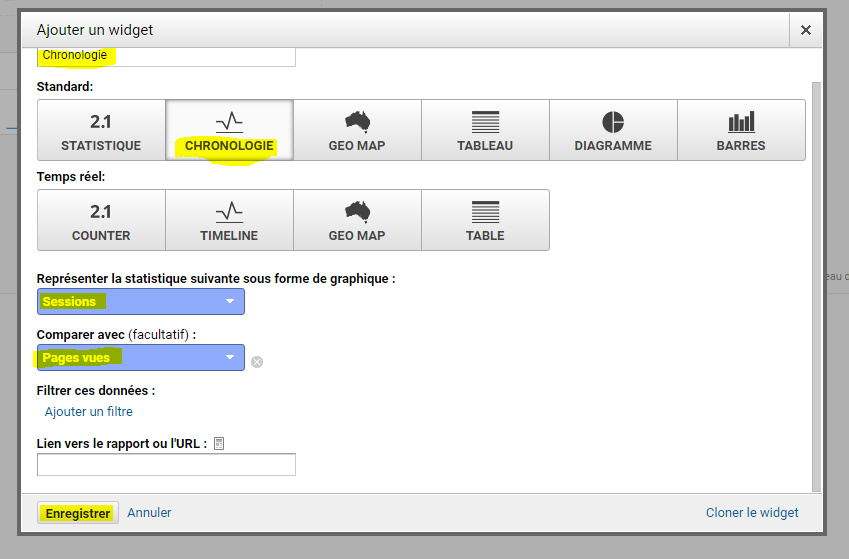 Ajouter un widget
Chronologie
Standard:
2.1
STATISTIQUE
CHRONOLOGIE
GEO MAP
TABLEAU
DIAGRAMME
BARRES
Temps réel:
2.1
COUNTER
TIMELINE
GEO MAP
TABLE
Représenter la statistique suivante sous forme de graphique :
Sessions
Comparer avec (facultatif) :
Pages vues
Filtrer ces données :
Ajouter un filtre
Lien vers le rapport ou l'URL :
Enregistrer
Annuler
Cloner le widget